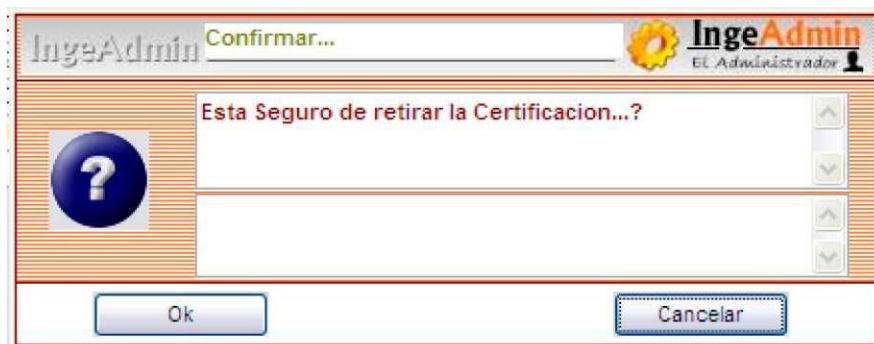 IngeAdmin
Confirmar...
IngeAdmin
El Administrador
Esta Seguro de retirar la Certificacion...?
?
Ok
Cancelar